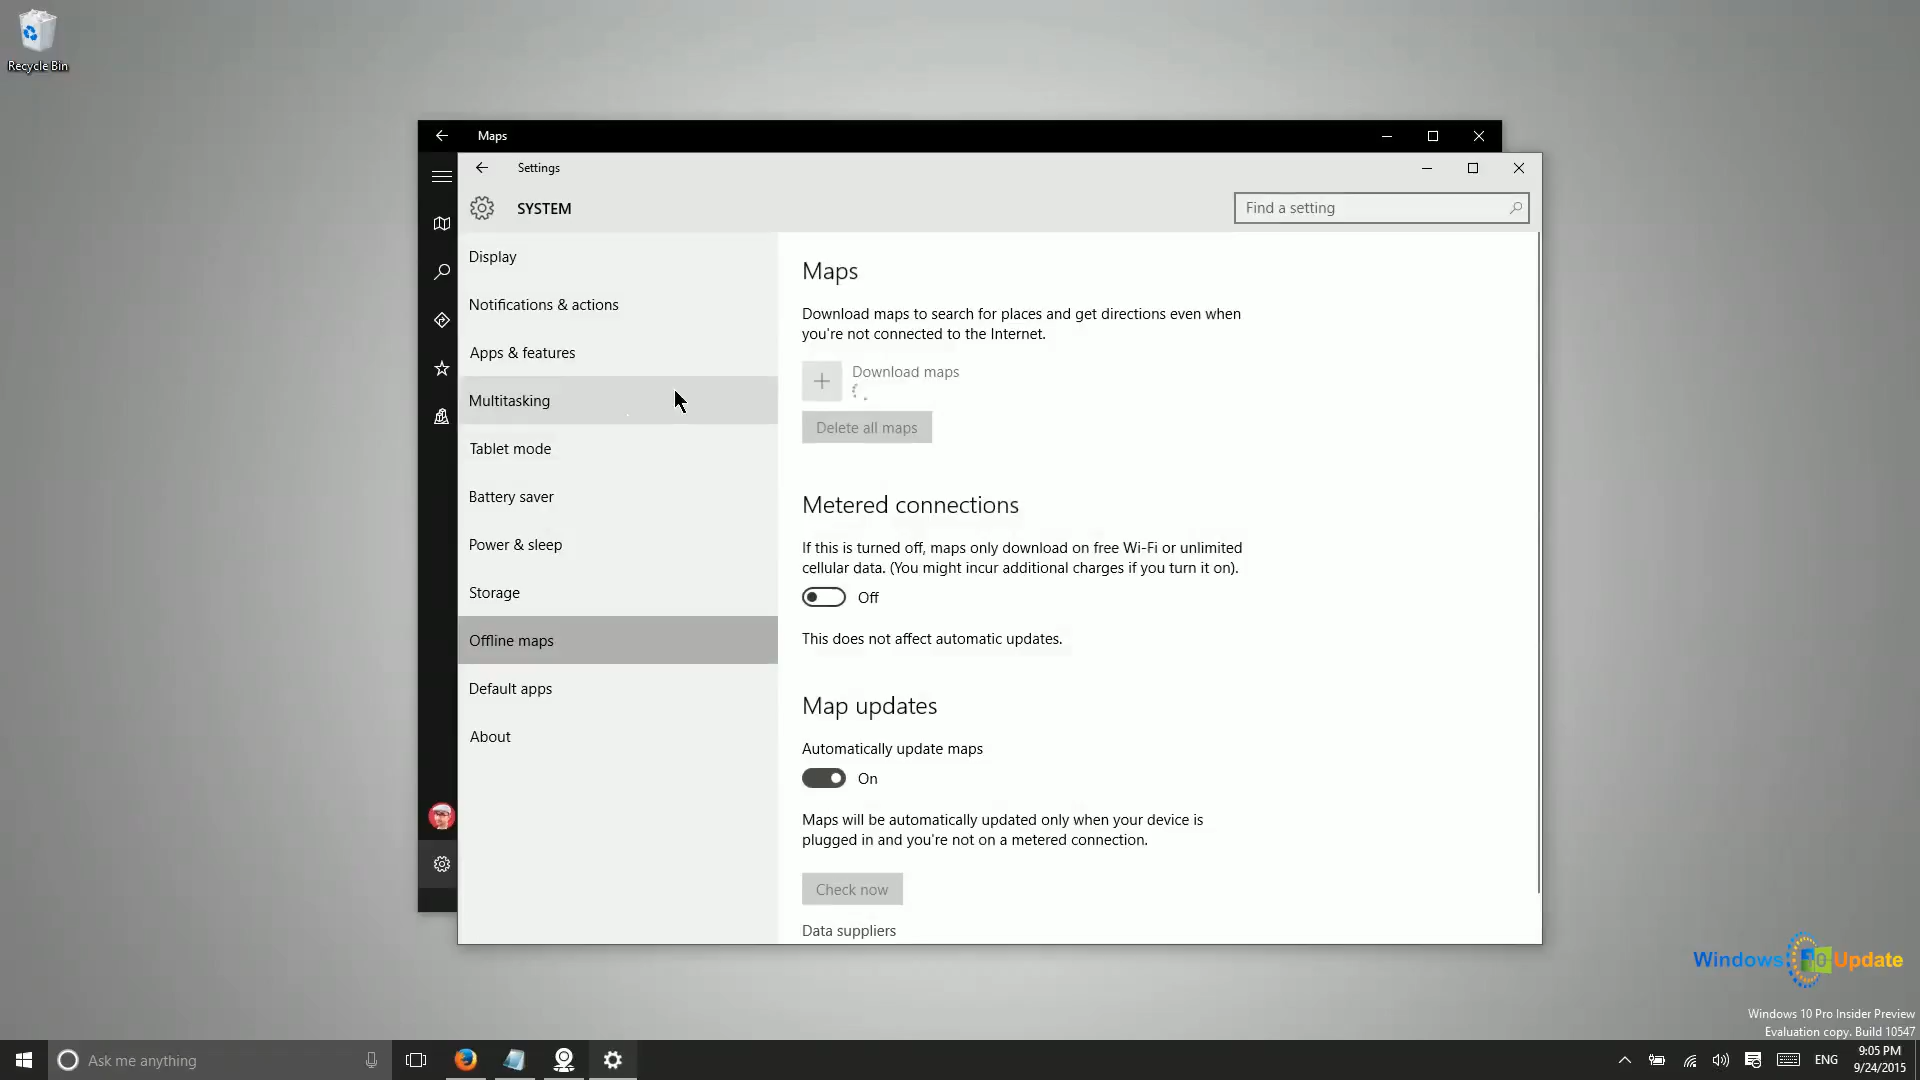 Recycle Bin
Maps
Settings
SYSTEM
Find a setting
Display
Notifications & actions
Apps & features
Multitasking
Tablet mode
Battery saver
Power & sleep
Storage
Offline maps
Default apps
About
Maps
Download maps to search for places and get directions even when
you're not connected to the Internet.
Download maps
Delete all maps
Metered connections
If this is turned off, maps only download on free Wi-Fi or unlimited
cellular data. (You might incur additional charges if you turn it on).
Off
This does not affect automatic updates.
Map updates
Automatically update maps
On
Maps will be automatically updated only when your device is
plugged in and you're not on a metered connection.
Check now
Data suppliers
Windows 10 Update
Windows 10 Pro Insider Preview
Evaluation copy. Build 10547
Ask me anything
ENG
9:05 PM
9/24/2015